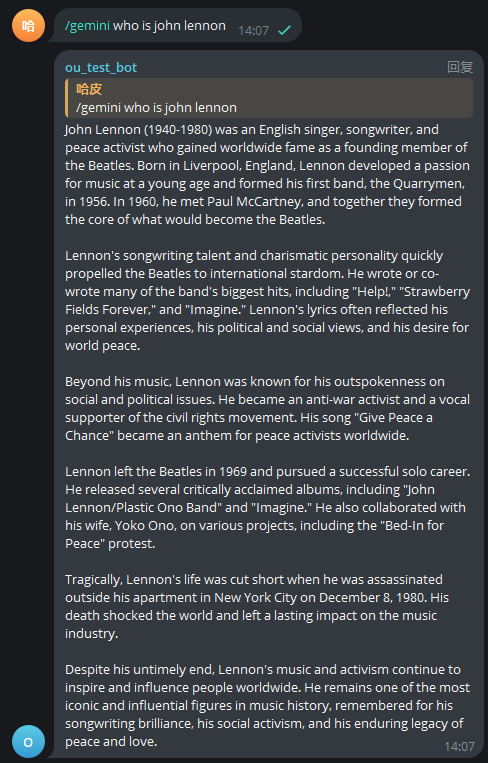 哈
/gemini who is john lennon 14:07
ou_test_bot 回复
哈皮
/gemini who is john lennon
John Lennon (1940-1980) was an English singer, songwriter, and
peace activist who gained worldwide fame as a founding member of
the Beatles. Born in Liverpool, England, Lennon developed a passion
for music at a young age and formed his first band, the Quarrymen,
in 1956. In 1960, he met Paul McCartney, and together they formed
the core of what would become the Beatles.
Lennon's songwriting talent and charismatic personality quickly
propelled the Beatles to international stardom. He wrote or co-
wrote many of the band's biggest hits, including "Help!," "Strawberry
Fields Forever," and "Imagine." Lennon's lyrics often reflected his
personal experiences, his political and social views, and his desire for
world peace.
Beyond his music, Lennon was known for his outspokenness on
social and political issues. He became an anti-war activist and a vocal
supporter of the civil rights movement. His song "Give Peace a
Chance" became an anthem for peace activists worldwide.
Lennon left the Beatles in 1969 and pursued a successful solo career.
He released several critically acclaimed albums, including "John
Lennon/Plastic Ono Band" and "Imagine." He also collaborated with
his wife, Yoko Ono, on various projects, including the "Bed-In for
Peace" protest.
Tragically, Lennon's life was cut short when he was assassinated
outside his apartment in New York City on December 8, 1980. His
death shocked the world and left a lasting impact on the music
industry.
Despite his untimely end, Lennon's music and activism continue to
inspire and influence people worldwide. He remains one of the most
iconic and influential figures in music history, remembered for his
songwriting brilliance, his social activism, and his enduring legacy of
peace and love.
O
14:07